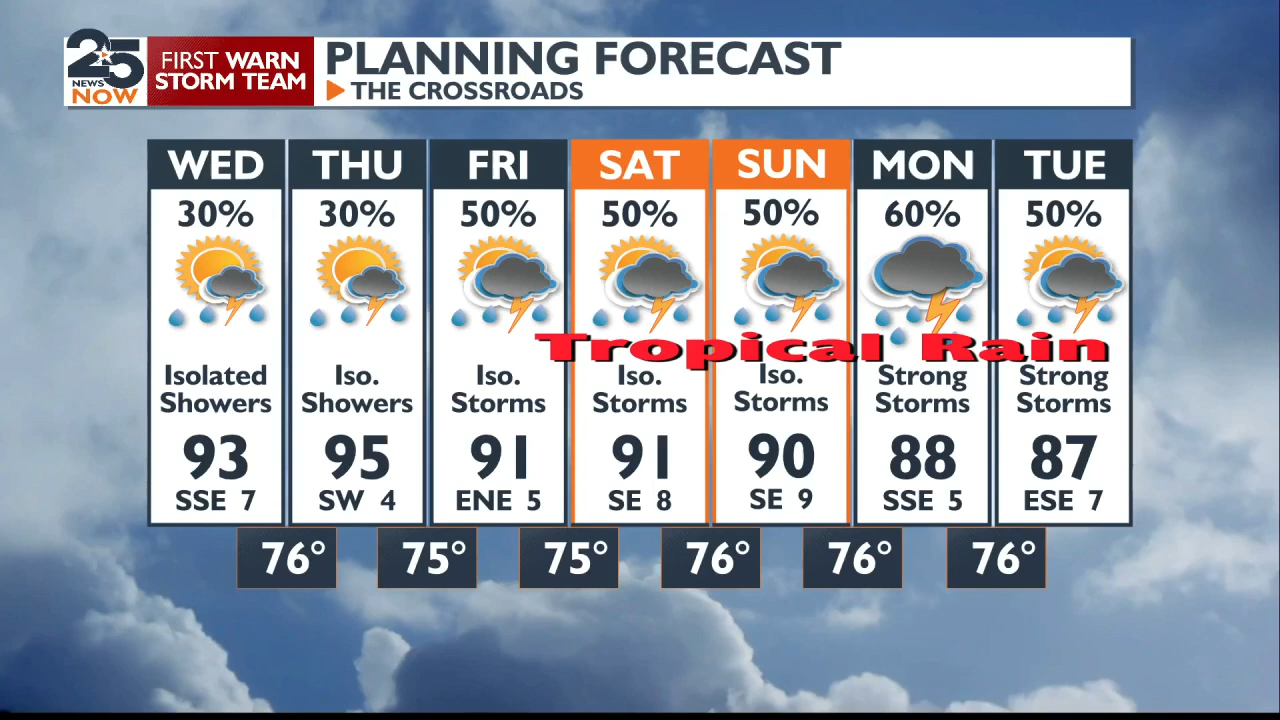 25
NEWS
NOW
FIRST WARN
STORM TEAM
PLANNING FORECAST
THE CROSSROADS
WED
30%
Isolated
Showers
93
SSE 7
THU
30%
Iso.
Showers
95
SW 4
FRI
50%
Iso.
Storms
91
ENE 5
SAT
50%
Iso.
Storms
91
SE 8
SUN
50%
Iso.
Storms
90
SE 9
MON
60%
Strong
Storms
88
SSE 5
TUE
50%
Strong
Storms
87
ESE 7
Tropical Rain
76°
75°
75°
76°
76°
76°